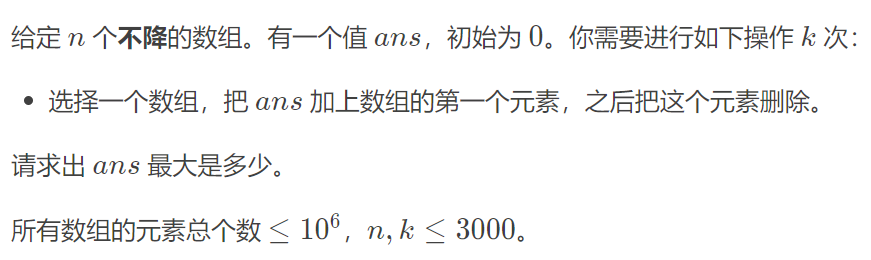 给定 n 个不降的数组。有一个值 ans，初始为 0。你需要进行如下操作 k 次：
• 选择一个数组，把 ans 加上数组的第一个元素，之后把这个元素删除。
请求出 ans 最大是多少。
所有数组的元素总个数 ≤ 10⁶，n, k ≤ 3000。